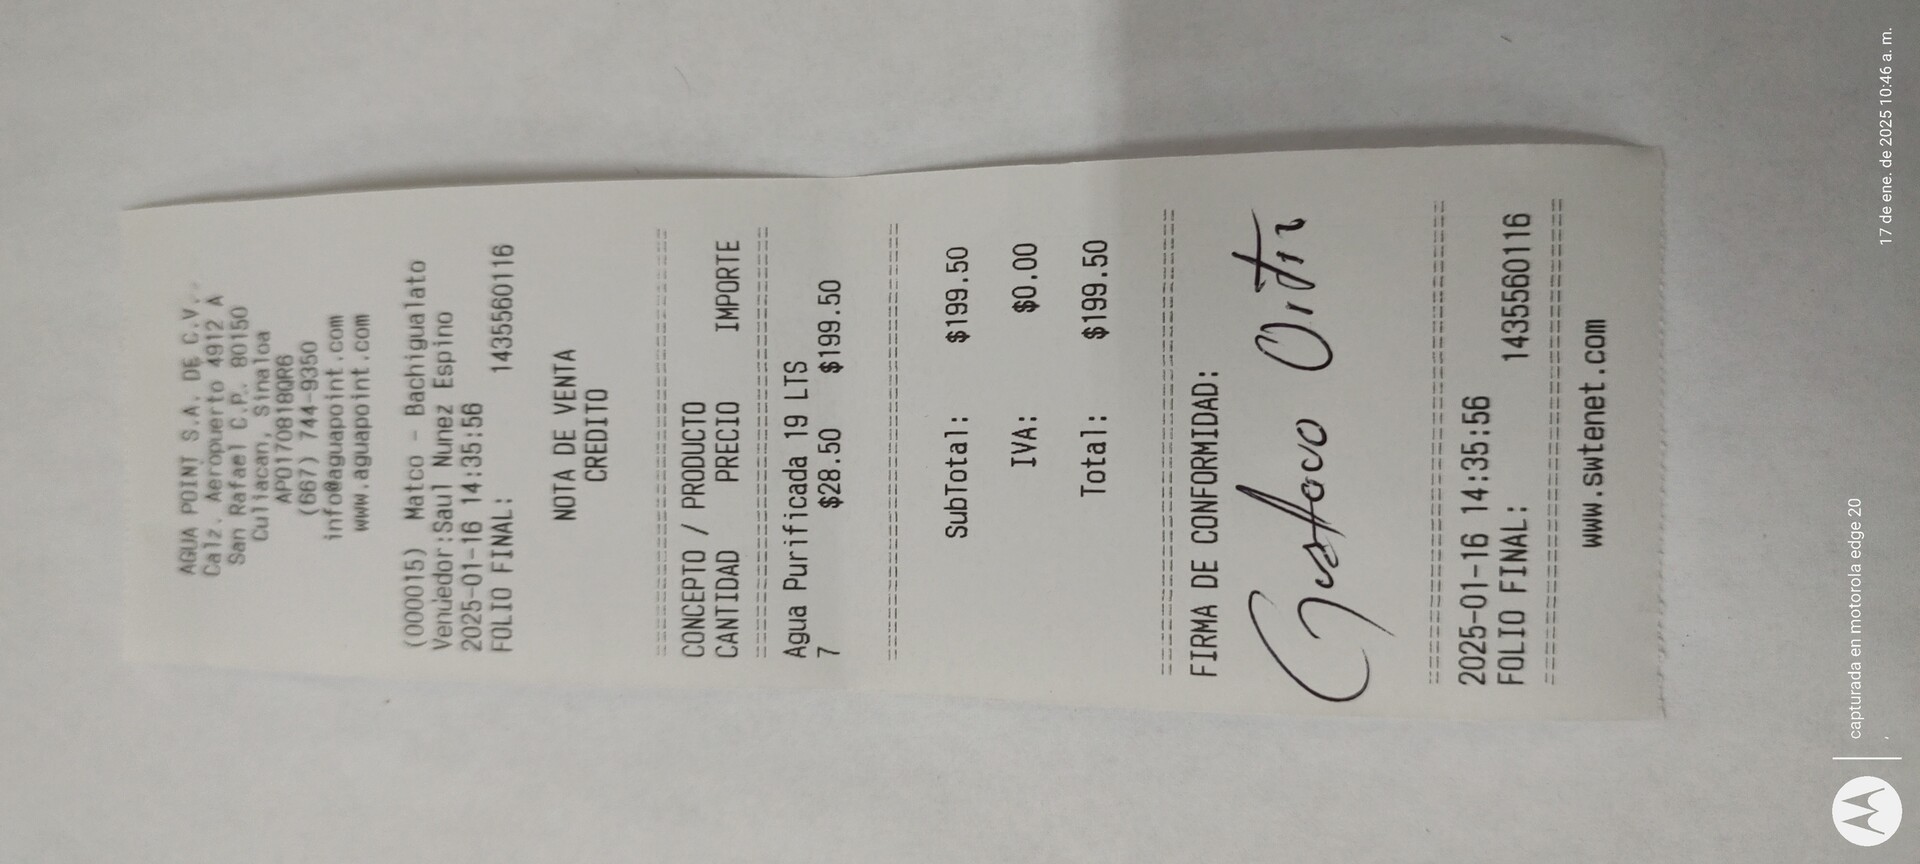 AGUA POINT S.A. DE C.V.
Calz. Aeropuerto 4912 A
San Rafael C.P. 80150
Culiacan, Sinaloa
APO170818QR6
(667) 744-9350
info@aguapoint.com
www.aguapoint.com
(000015) Matco - Bachigualato
Vendedor:Saul Nunez Espino
2025-01-16 14:35:56
FOLIO FINAL: 1435560116
NOTA DE VENTA
CREDITO
CONCEPTO / PRODUCTO
CANTIDAD PRECIO IMPORTE
Agua Purificada 19 LTS
7 $28.50 $199.50
SubTotal: $199.50
IVA: $0.00
Total: $199.50
FIRMA DE CONFORMIDAD:
Gustavo Ortiz
2025-01-16 14:35:56
FOLIO FINAL: 1435560116
www.swtenet.com
capturada en motorola edge 20
17 de ene. de 2025 10:46 a. m.